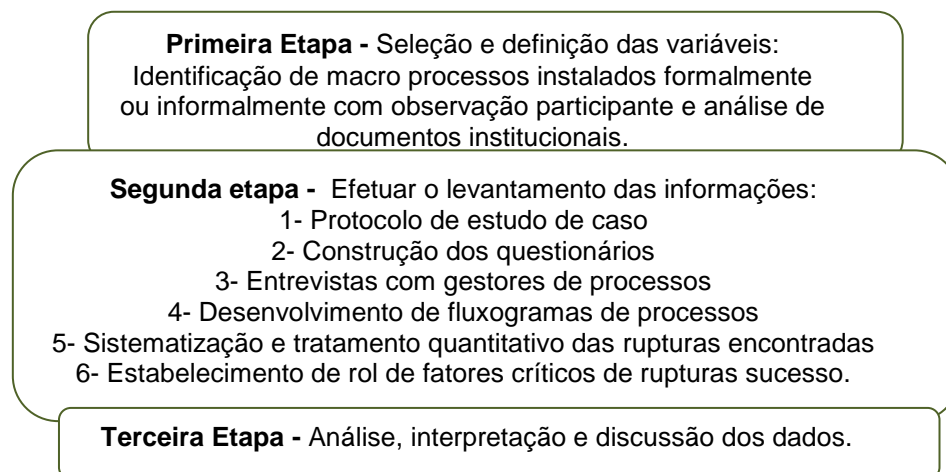 Primeira Etapa - Seleção e definição das variáveis:
Identificação de macro processos instalados formalmente
ou informalmente com observação participante e análise de
documentos institucionais.
Segunda etapa - Efetuar o levantamento das informações:
1- Protocolo de estudo de caso
2- Construção dos questionários
3- Entrevistas com gestores de processos
4- Desenvolvimento de fluxogramas de processos
5- Sistematização e tratamento quantitativo das rupturas encontradas
6- Estabelecimento de rol de fatores críticos de rupturas sucesso.
Terceira Etapa - Análise, interpretação e discussão dos dados.